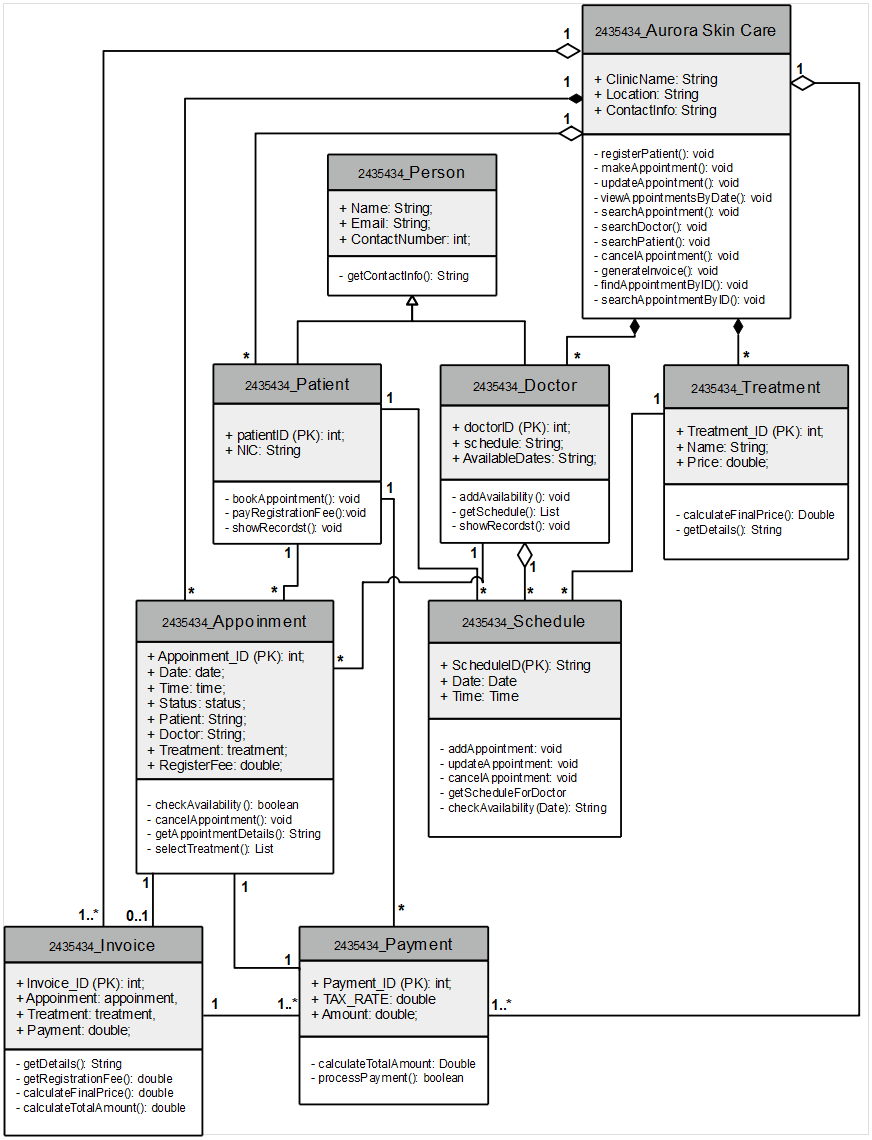 2435434_Aurora Skin Care
+ ClinicName: String
+ Location: String
+ ContactInfo: String
- registerPatient(): void
- makeAppointment(): void
- updateAppointment(): void
- viewAppointmentsByDate(): void
- searchAppointment(): void
- searchDoctor(): void
- searchPatient(): void
- cancelAppointment(): void
- generateInvoice(): void
- findAppointmentByID(): void
- searchAppointmentByID(): void
1
1
1
1
2435434_Person
+ Name: String;
+ Email: String;
+ ContactNumber: int;
- getContactInfo(): String
*
*
*
2435434_Patient
+ patientID (PK): int;
+ NIC: String
- bookAppointment(): void
- payRegistrationFee():void
- showRecordst(): void
1
1
1
2435434_Doctor
+ doctorID (PK): int;
+ schedule: String;
+ AvailableDates: String;
- addAvailability(): void
- getSchedule(): List
- showRecordst(): void
1
1
2435434_Treatment
+ Treatment_ID (PK): int;
+ Name: String;
+ Price: double;
- calculateFinalPrice(): Double
- getDetails(): String
1
*
*
*
*
*
*
2435434_Appoinment
+ Appoinment_ID (PK): int;
+ Date: date;
+ Time: time;
+ Status: status;
+ Patient: String;
+ Doctor: String;
+ Treatment: treatment;
+ RegisterFee: double;
- checkAvailability(): boolean
- cancelAppointment(): void
- getAppointmentDetails(): String
- selectTreatment(): List
2435434_Schedule
+ ScheduleID(PK): String
+ Date: Date
+ Time: Time
- addAppointment: void
- updateAppointment: void
- cancelAppointment: void
- getScheduleForDoctor
- checkAvailability(Date): String
1
1
1..*
0..1
*
2435434_Invoice
+ Invoice_ID (PK): int;
+ Appoinment: appoinment,
+ Treatment: treatment,
+ Payment: double;
- getDetails(): String
- getRegistrationFee(): double
- calculateFinalPrice(): double
- calculateTotalAmount(): double
1
1
1..*
2435434_Payment
+ Payment_ID (PK): int;
+ TAX_RATE: double
+ Amount: double;
- calculateTotalAmount: Double
- processPayment(): boolean
1..*